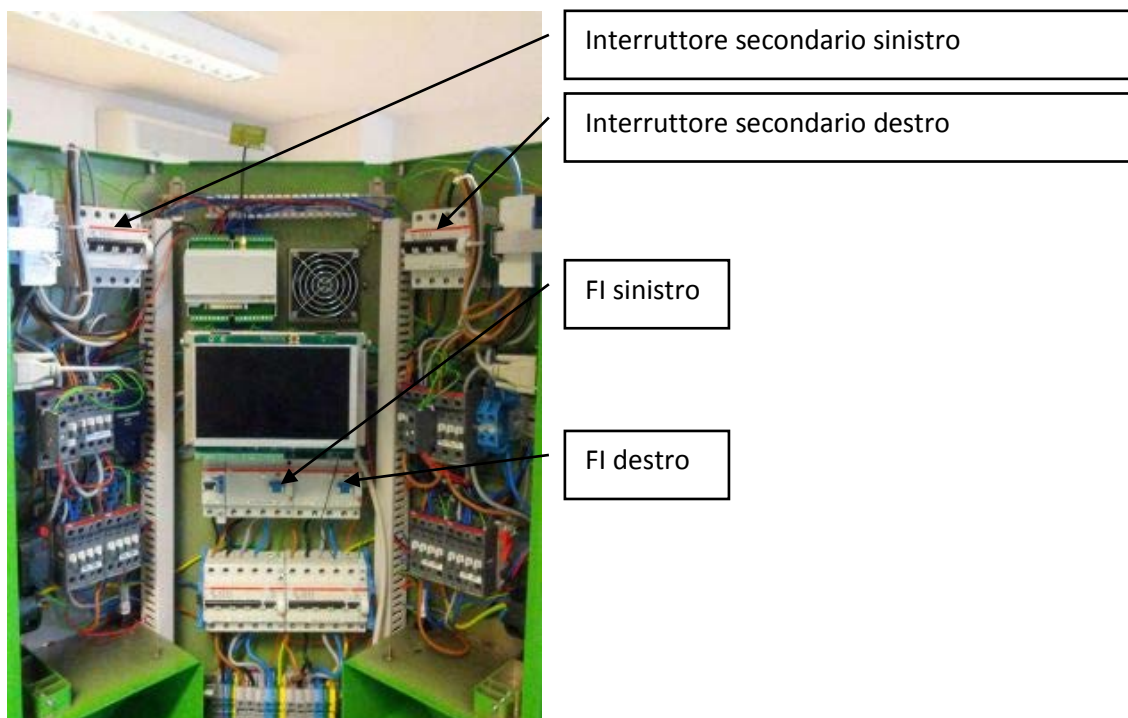 Interruttore secondario sinistro
Interruttore secondario destro
FI sinistro
FI destro